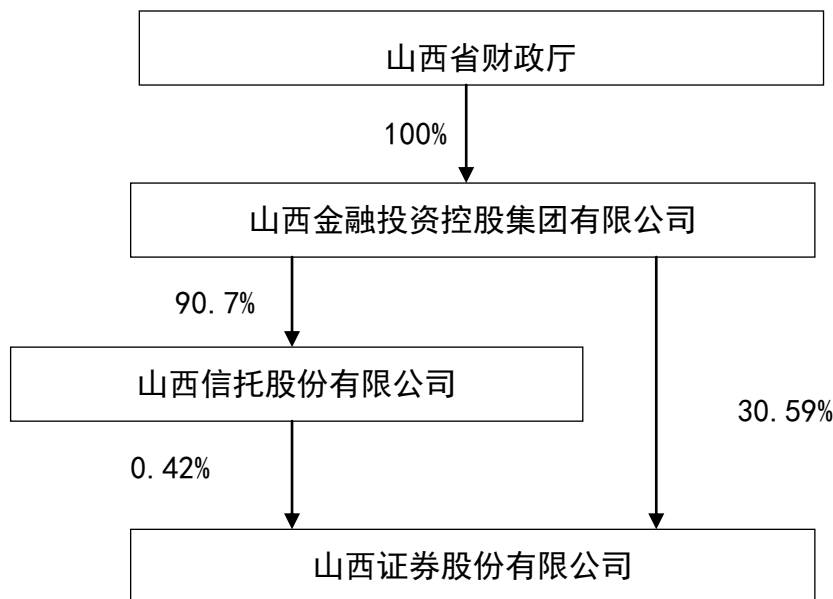 山西省财政厅
100%
山西金融投资控股集团有限公司
90.7%
山西信托股份有限公司
30.59%
0.42%
山西证券股份有限公司